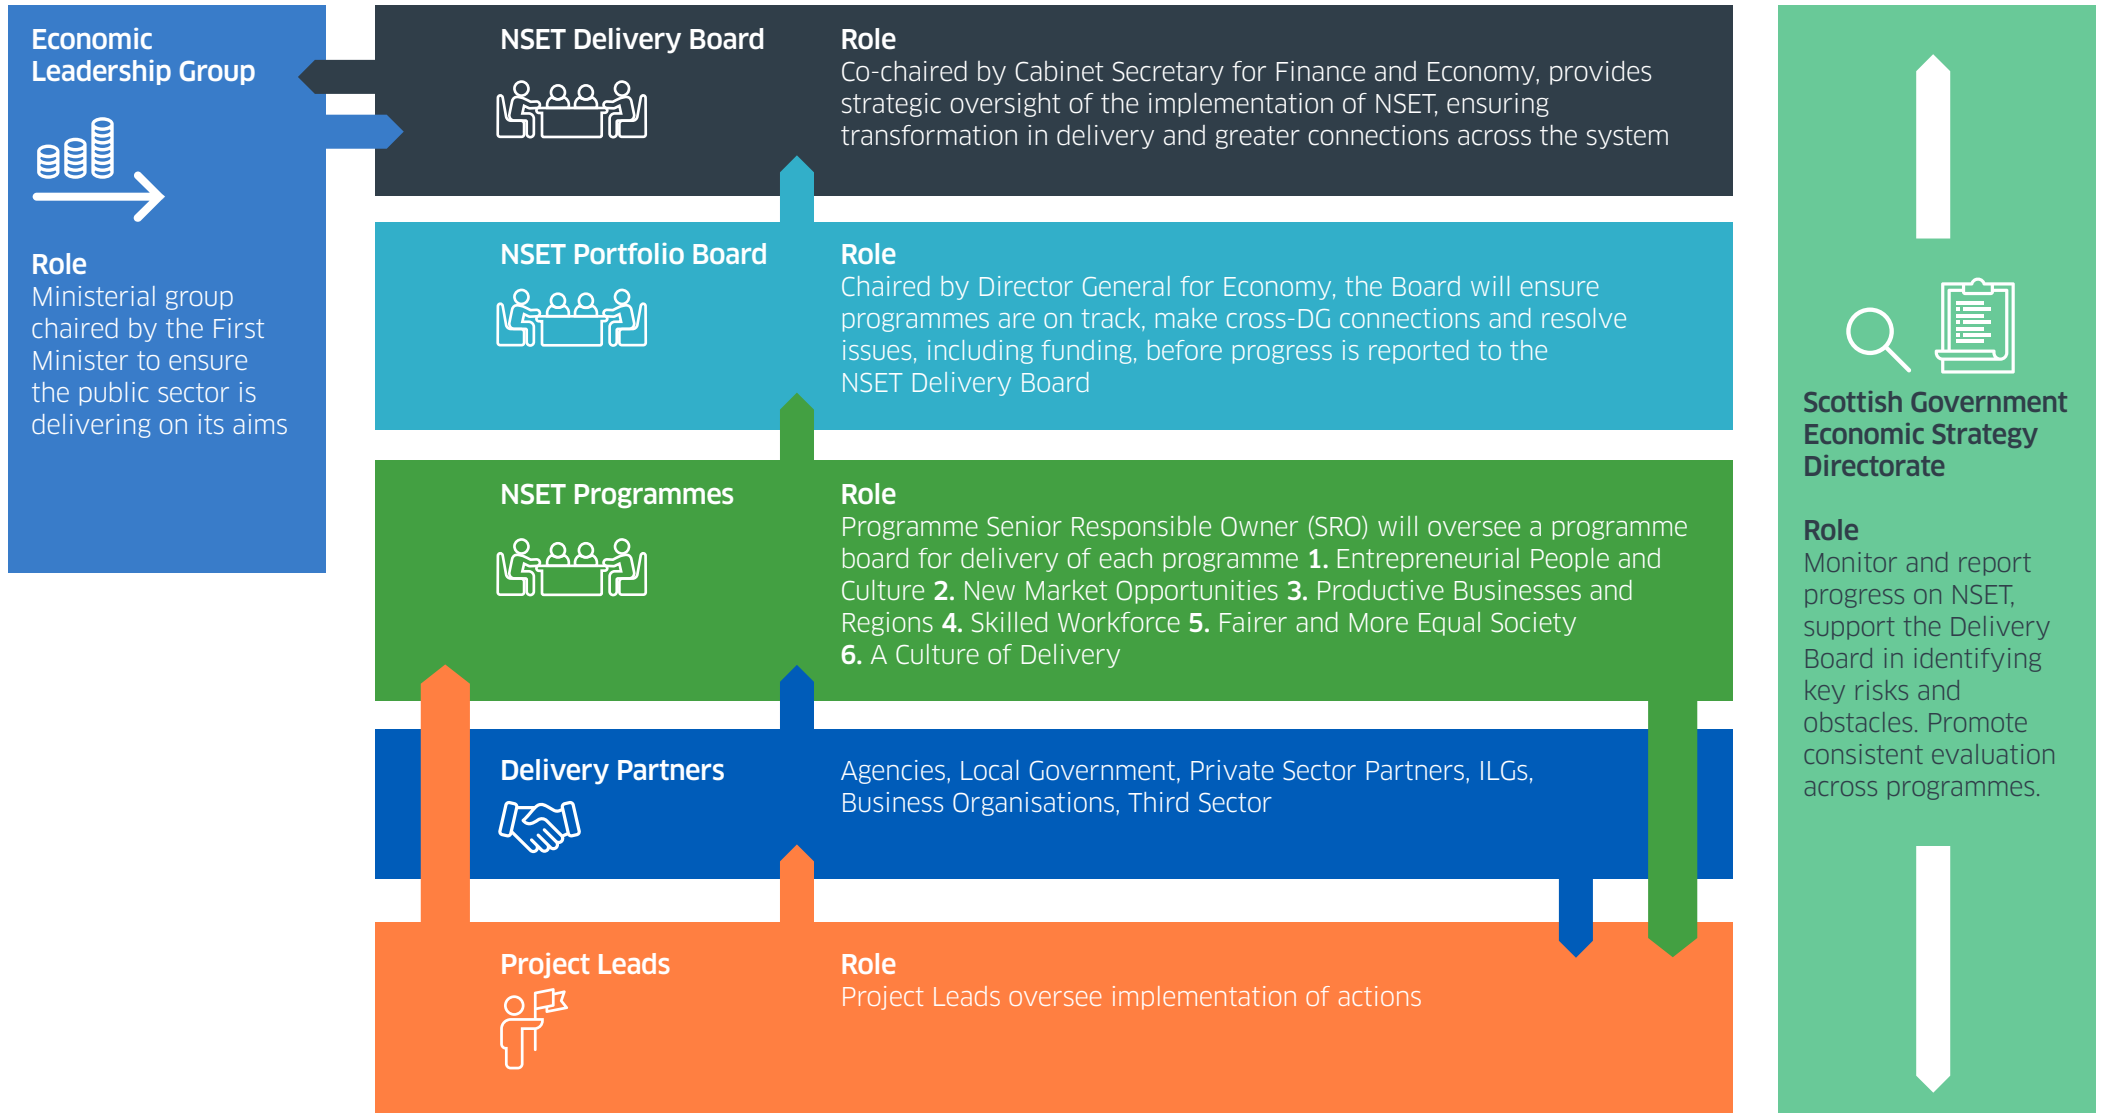 Economic
Leadership Group
Role
Ministerial group
chaired by the First
Minister to ensure
the public sector is
delivering on its aims
NSET Delivery Board
Role
Co-chaired by Cabinet Secretary for Finance and Economy, provides
strategic oversight of the implementation of NSET, ensuring
transformation in delivery and greater connections across the system
NSET Portfolio Board
Role
Chaired by Director General for Economy, the Board will ensure
programmes are on track, make cross-DG connections and resolve
issues, including funding, before progress is reported to the
NSET Delivery Board
NSET Programmes
Role
Programme Senior Responsible Owner (SRO) will oversee a programme
board for delivery of each programme 1. Entrepreneurial People and
Culture 2. New Market Opportunities 3. Productive Businesses and
Regions 4. Skilled Workforce 5. Fairer and More Equal Society
6. A Culture of Delivery
Delivery Partners
Agencies, Local Government, Private Sector Partners, ILGs,
Business Organisations, Third Sector
Project Leads
Role
Project Leads oversee implementation of actions
Scottish Government
Economic Strategy
Directorate
Role
Monitor and report
progress on NSET,
support the Delivery
Board in identifying
key risks and
obstacles. Promote
consistent evaluation
across programmes.